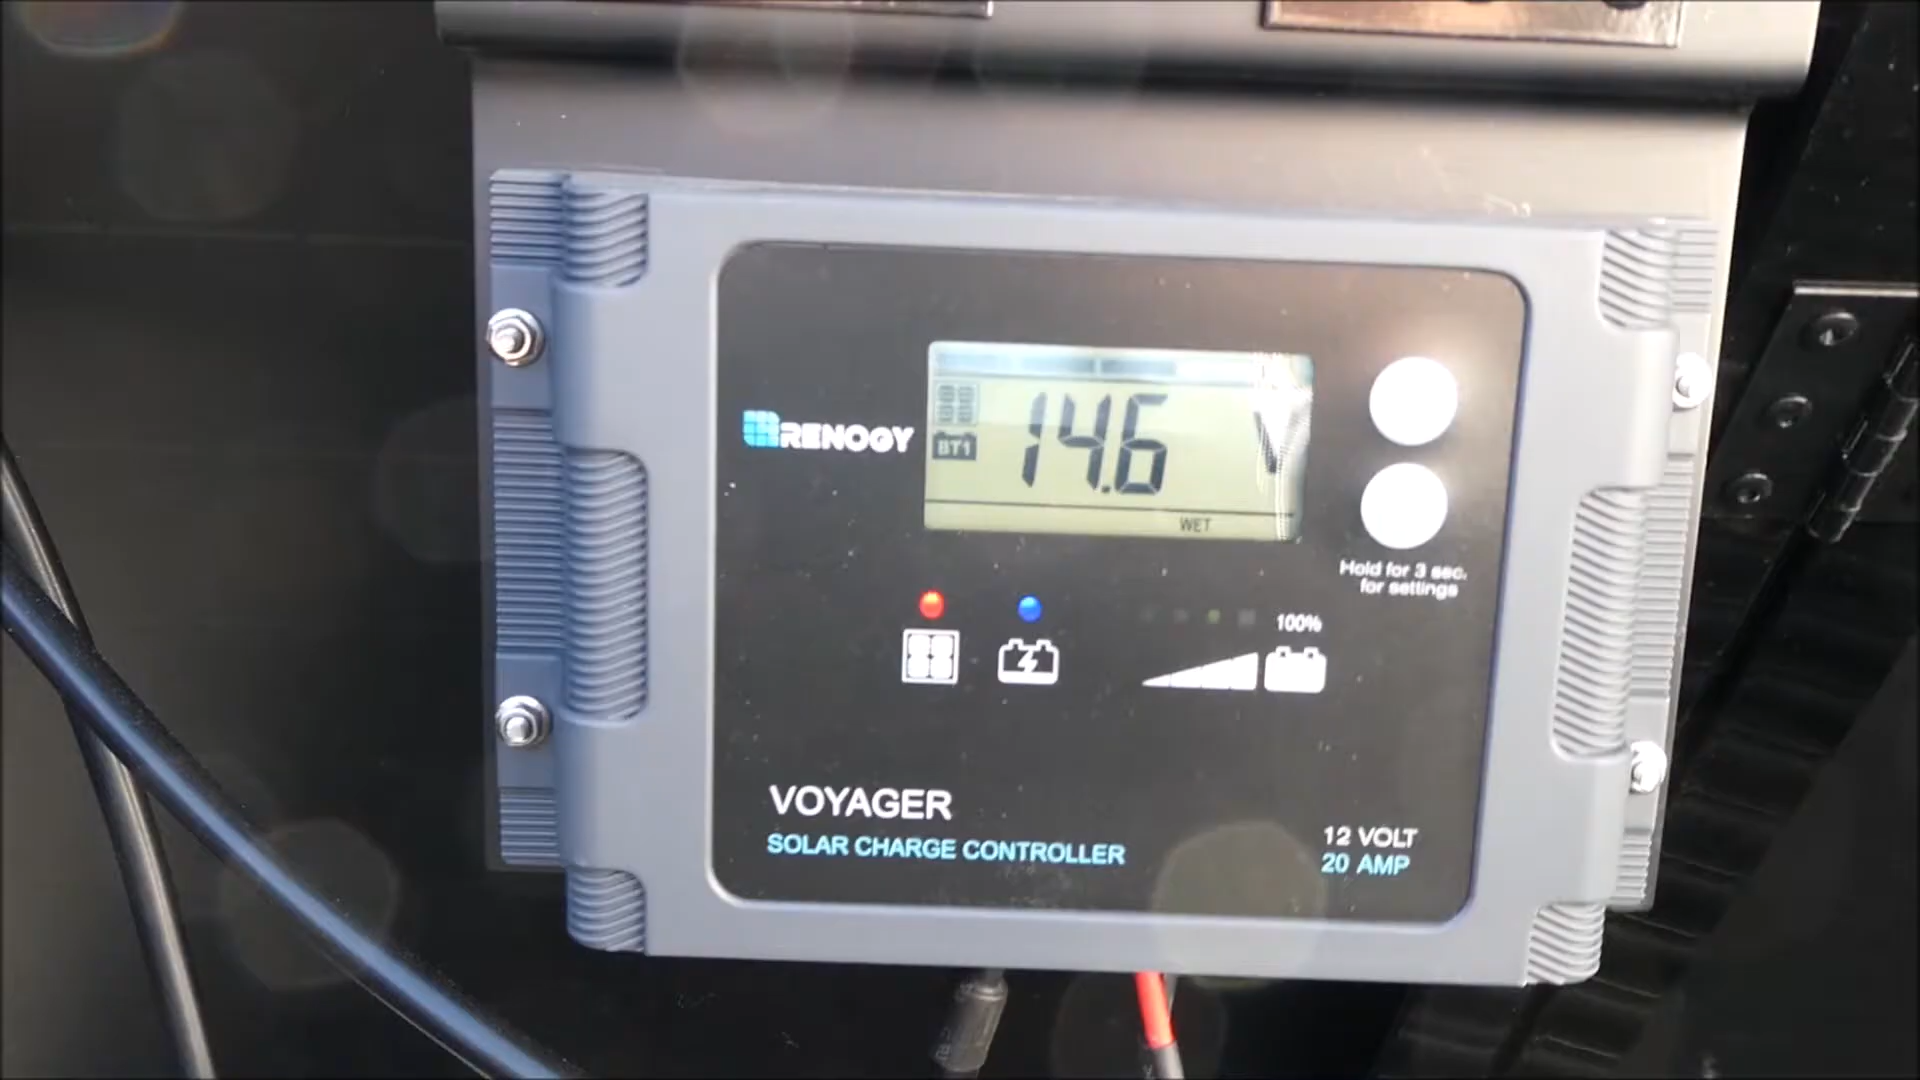 RENOGY
BT1
14.6 V
WET
Hold for 3 sec.
for settings
100%
VOYAGER
SOLAR CHARGE CONTROLLER
12 VOLT
20 AMP